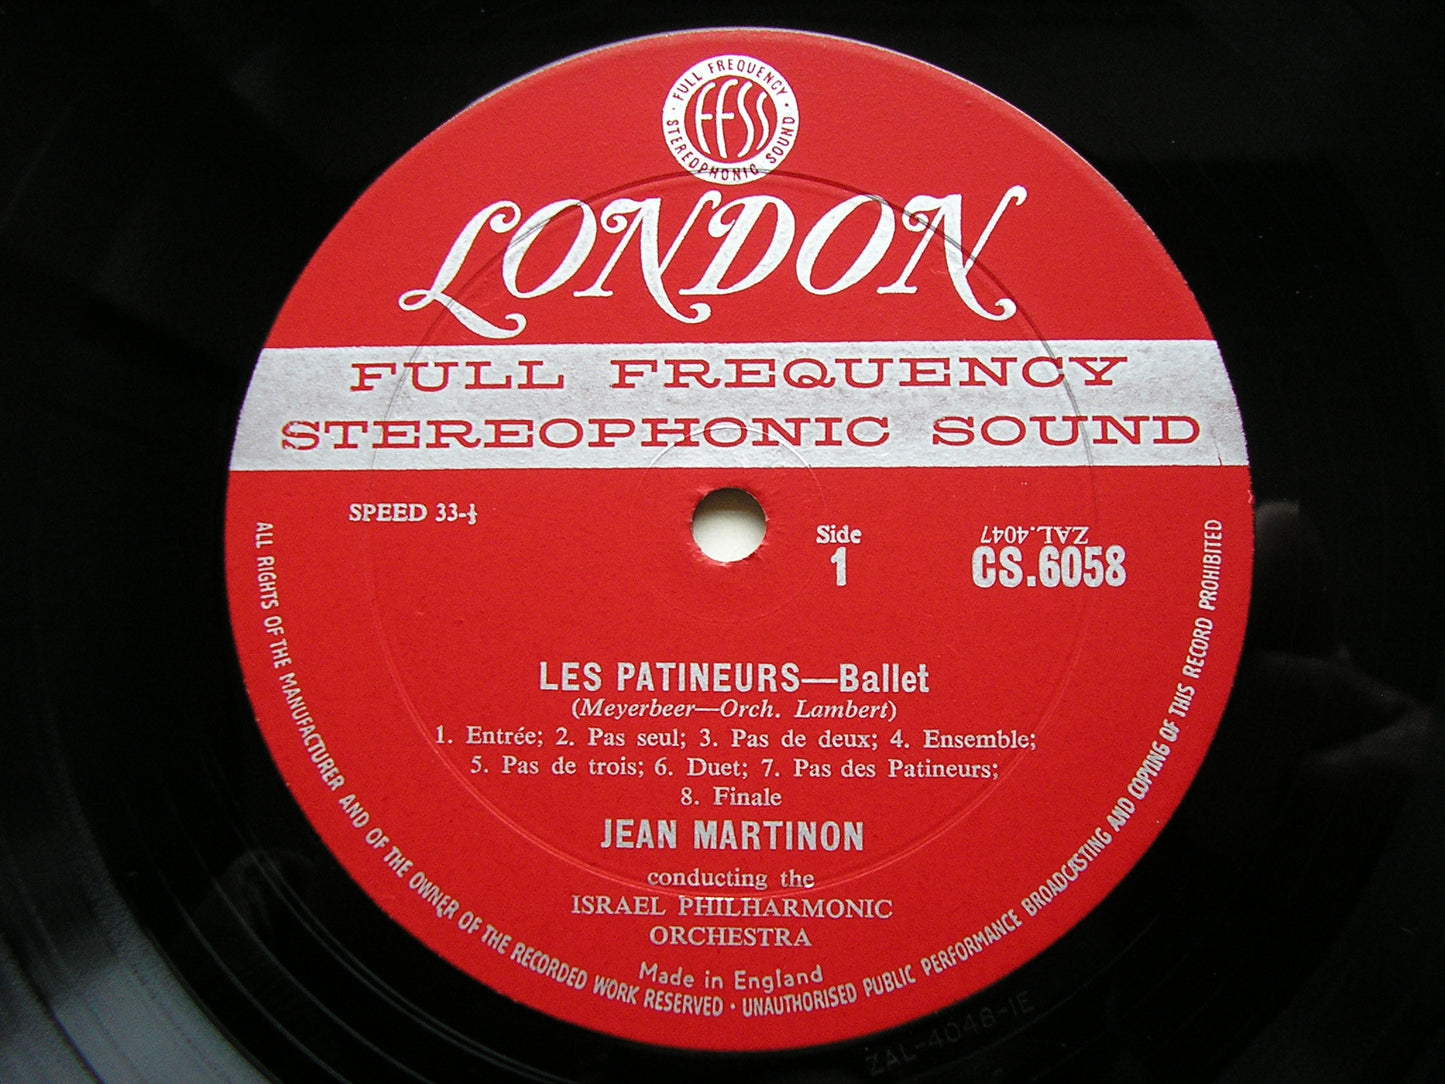 FULL FREQUENCY
FFSS
STEREOPHONIC SOUND
LONDON
FULL FREQUENCY
STEREOPHONIC SOUND
SPEED 33-⅓
Side
1
ZAL.4047
CS.6058
LES PATINEURS—Ballet
(Meyerbeer—Orch. Lambert)
1. Entrée; 2. Pas seul; 3. Pas de deux; 4. Ensemble;
5. Pas de trois; 6. Duet; 7. Pas des Patineurs;
8. Finale
JEAN MARTINON
conducting the
ISRAEL PHILHARMONIC
ORCHESTRA
Made in England
ALL RIGHTS OF THE MANUFACTURER AND OF THE OWNER OF THE RECORDED WORK RESERVED · UNAUTHORISED PUBLIC PERFORMANCE BROADCASTING AND COPYING OF THIS RECORD PROHIBITED
ZAL-4048-1E